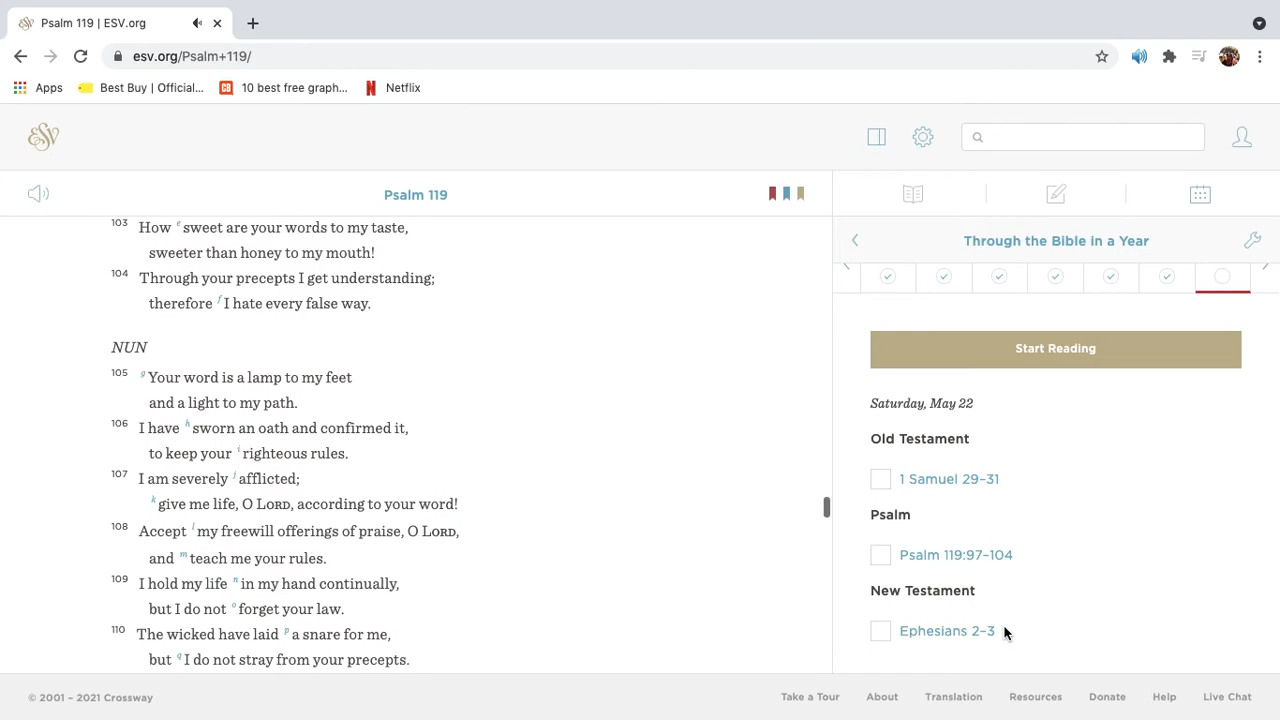 Psalm 119 | ESV.org
esv.org/Psalm+119/
Apps
Best Buy | Official...
CB
10 best free graph...
Netflix
ESV
Psalm 119
103 How e sweet are your words to my taste,
sweeter than honey to my mouth!
104 Through your precepts I get understanding;
therefore f I hate every false way.
NUN
105 g Your word is a lamp to my feet
and a light to my path.
106 I have h sworn an oath and confirmed it,
to keep your i righteous rules.
107 I am severely j afflicted;
k give me life, O LORD, according to your word!
108 Accept l my freewill offerings of praise, O LORD,
and m teach me your rules.
109 I hold my life n in my hand continually,
but I do not o forget your law.
110 The wicked have laid p a snare for me,
but q I do not stray from your precepts.
Through the Bible in a Year
Start Reading
Saturday, May 22
Old Testament
1 Samuel 29–31
Psalm
Psalm 119:97–104
New Testament
Ephesians 2–3
© 2001 – 2021 Crossway
Take a Tour
About
Translation
Resources
Donate
Help
Live Chat